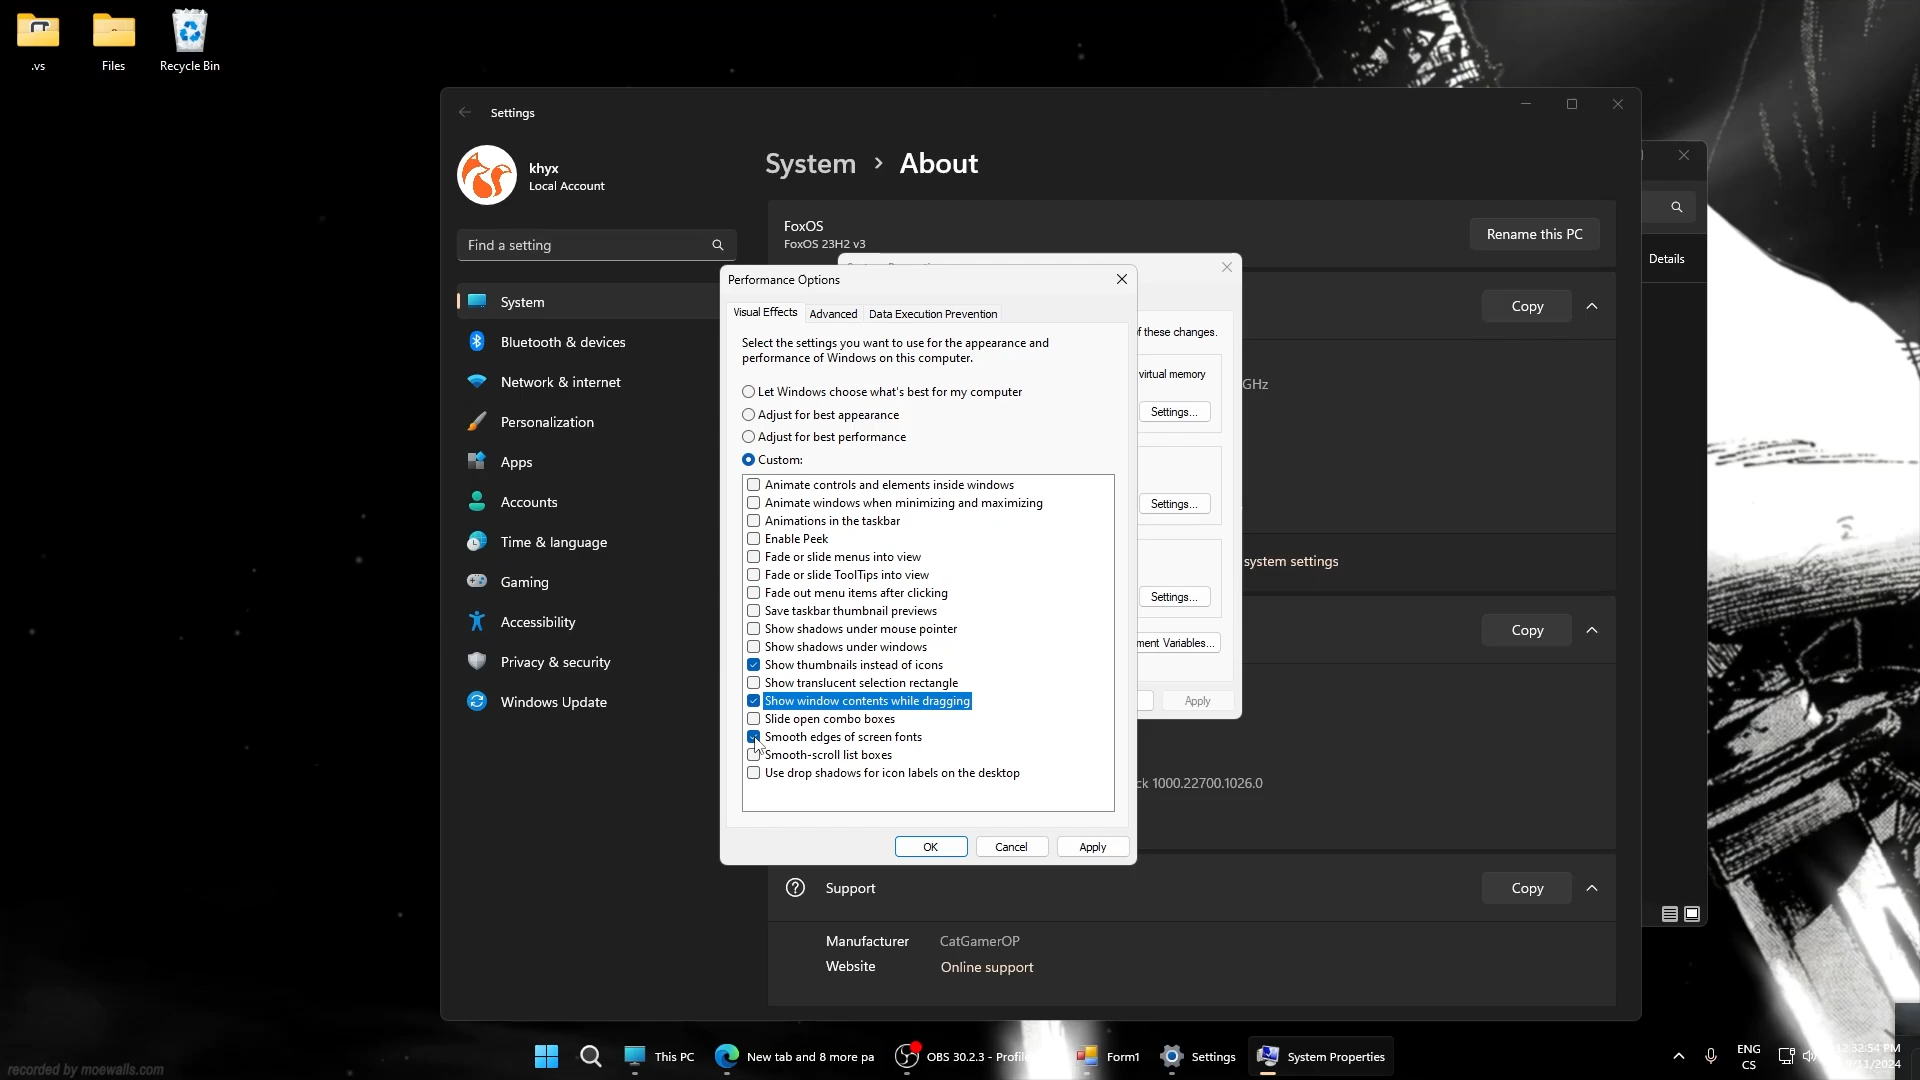 .vs
Files
Recycle Bin
Settings
khyx
Local Account
Find a setting
System
Bluetooth & devices
Network & internet
Personalization
Apps
Accounts
Time & language
Gaming
Accessibility
Privacy & security
Windows Update
System > About
FoxOS
FoxOS 23H2 v3
Rename this PC
Details
Copy
GHz
system settings
Copy
ck 1000.22700.1026.0
Support
Copy
Manufacturer CatGamerOP
Website Online support
f these changes.
virtual memory
Settings...
Settings...
Settings...
ment Variables...
Apply
Performance Options
Visual Effects
Advanced
Data Execution Prevention
Select the settings you want to use for the appearance and
performance of Windows on this computer.
Let Windows choose what's best for my computer
Adjust for best appearance
Adjust for best performance
Custom:
Animate controls and elements inside windows
Animate windows when minimizing and maximizing
Animations in the taskbar
Enable Peek
Fade or slide menus into view
Fade or slide ToolTips into view
Fade out menu items after clicking
Save taskbar thumbnail previews
Show shadows under mouse pointer
Show shadows under windows
Show thumbnails instead of icons
Show translucent selection rectangle
Show window contents while dragging
Slide open combo boxes
Smooth edges of screen fonts
Smooth-scroll list boxes
Use drop shadows for icon labels on the desktop
OK
Cancel
Apply
recorded by moewalls.com
This PC
New tab and 8 more pa
OBS 30.2.3 - Profile
Form1
Settings
System Properties
ENG
CS
:32:54 PM
/11/2024